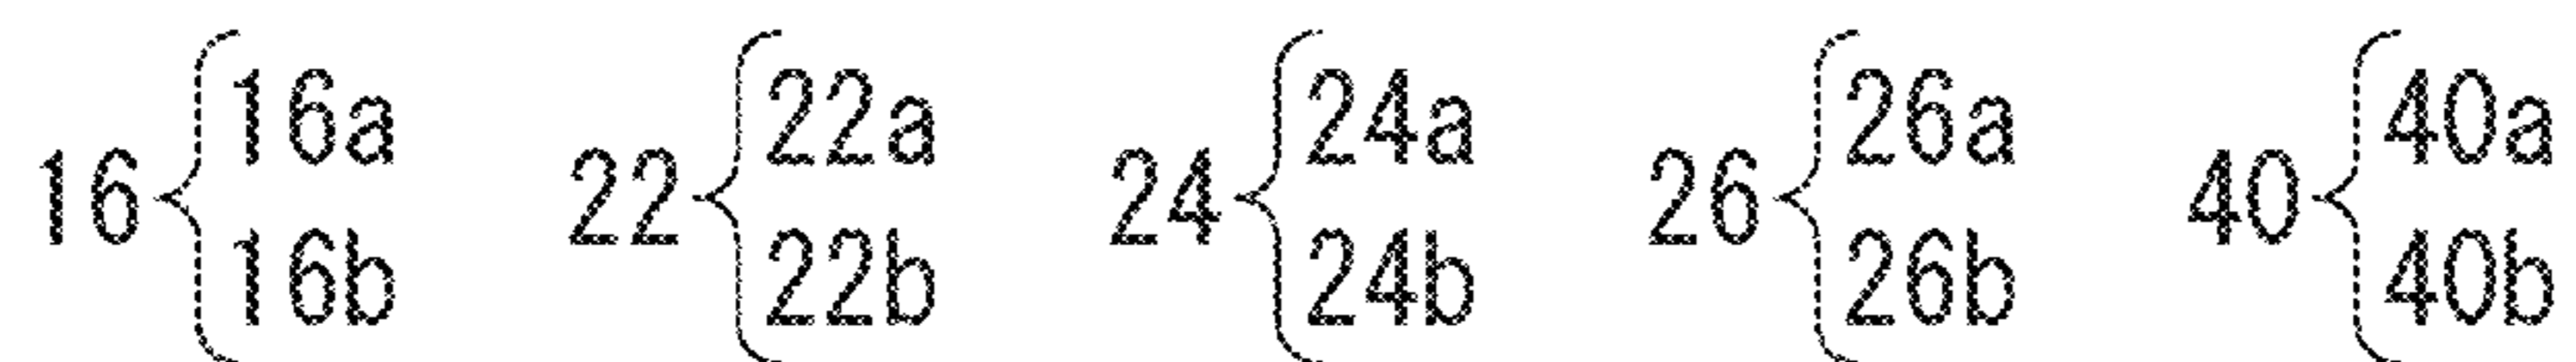 16a 22a 24a 26a 40a
16 { 22 { 24 { 26 { 40 {
16b 22b 24b 26b 40b